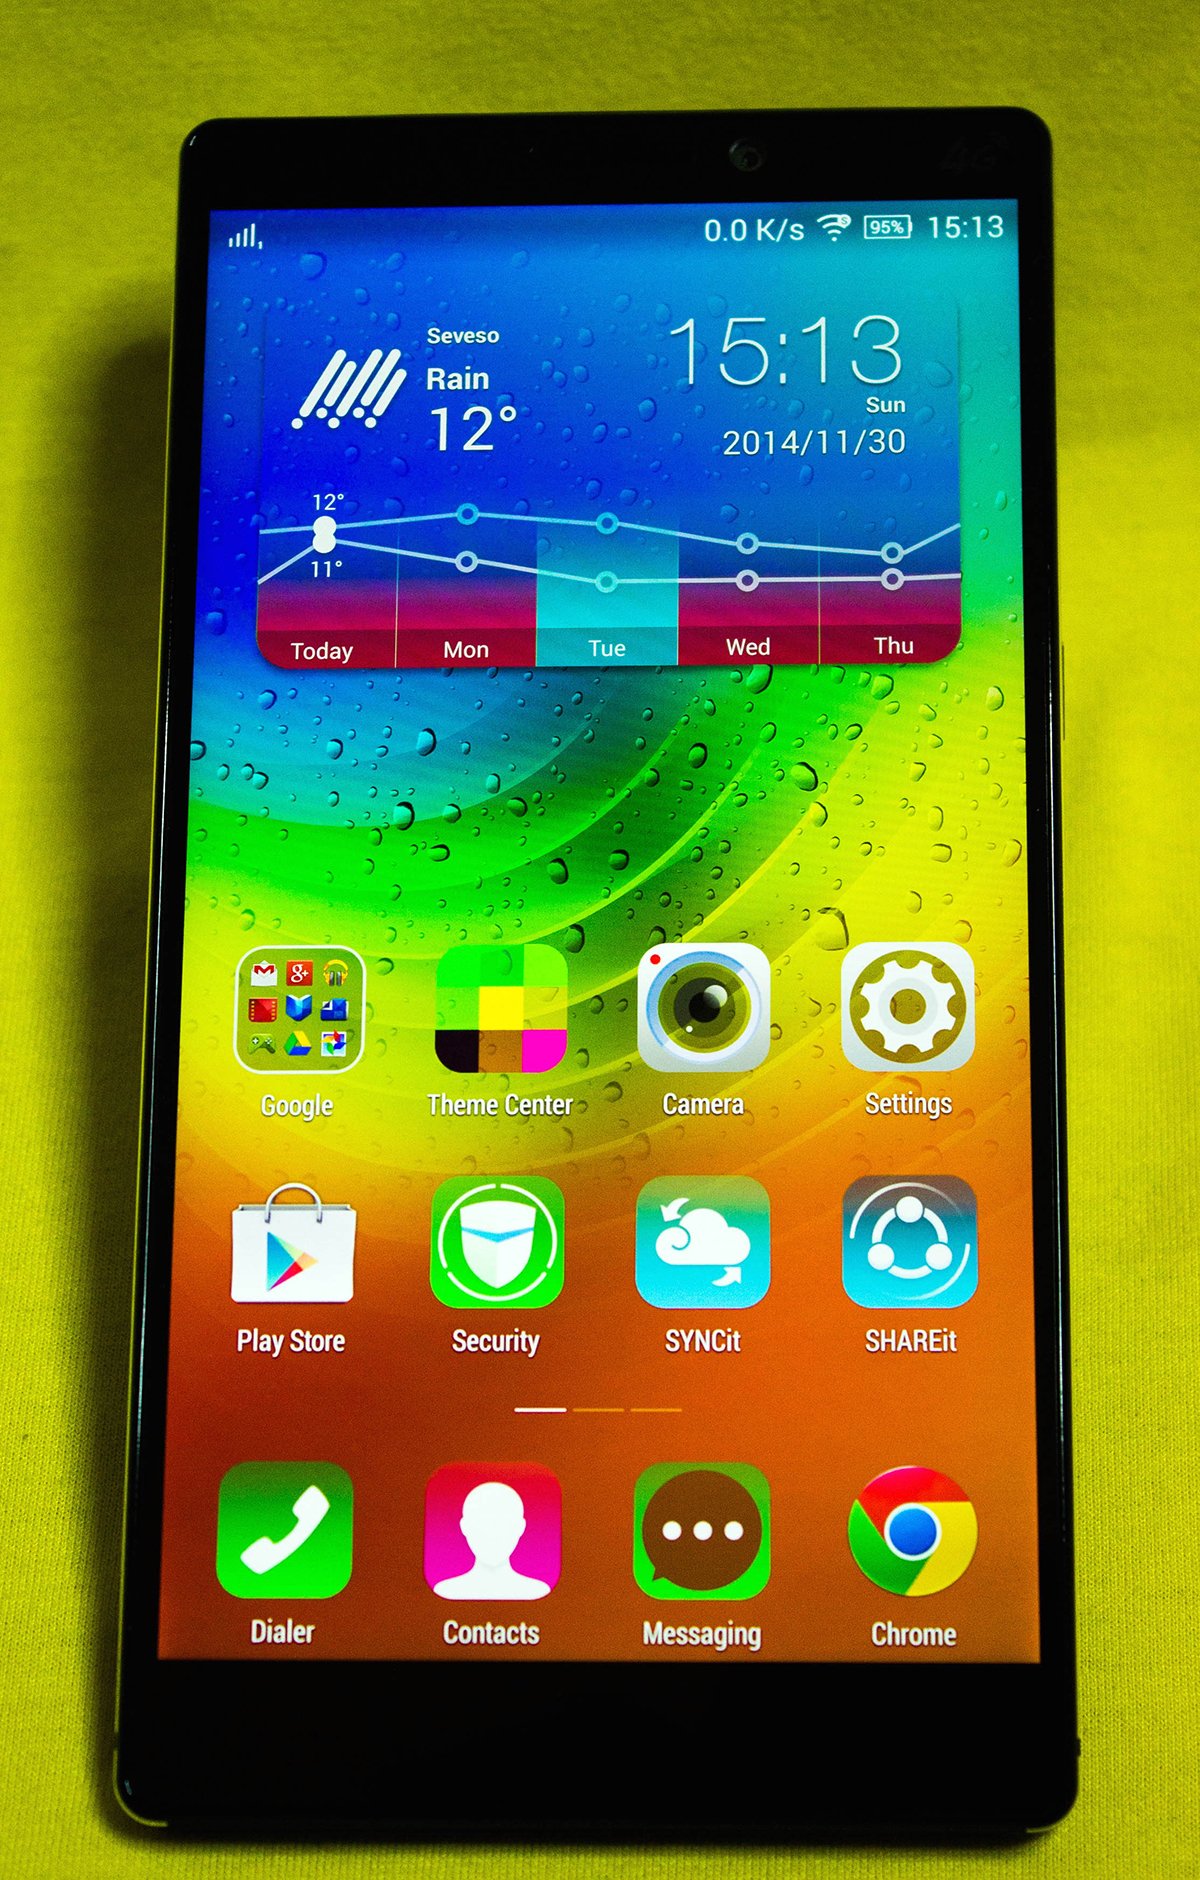 0.0 K/s 95% 15:13
Seveso
Rain
12°
15:13
Sun
2014/11/30
12°
11°
Today Mon Tue Wed Thu
Google Theme Center Camera Settings
Play Store Security SYNCit SHAREit
Dialer Contacts Messaging Chrome